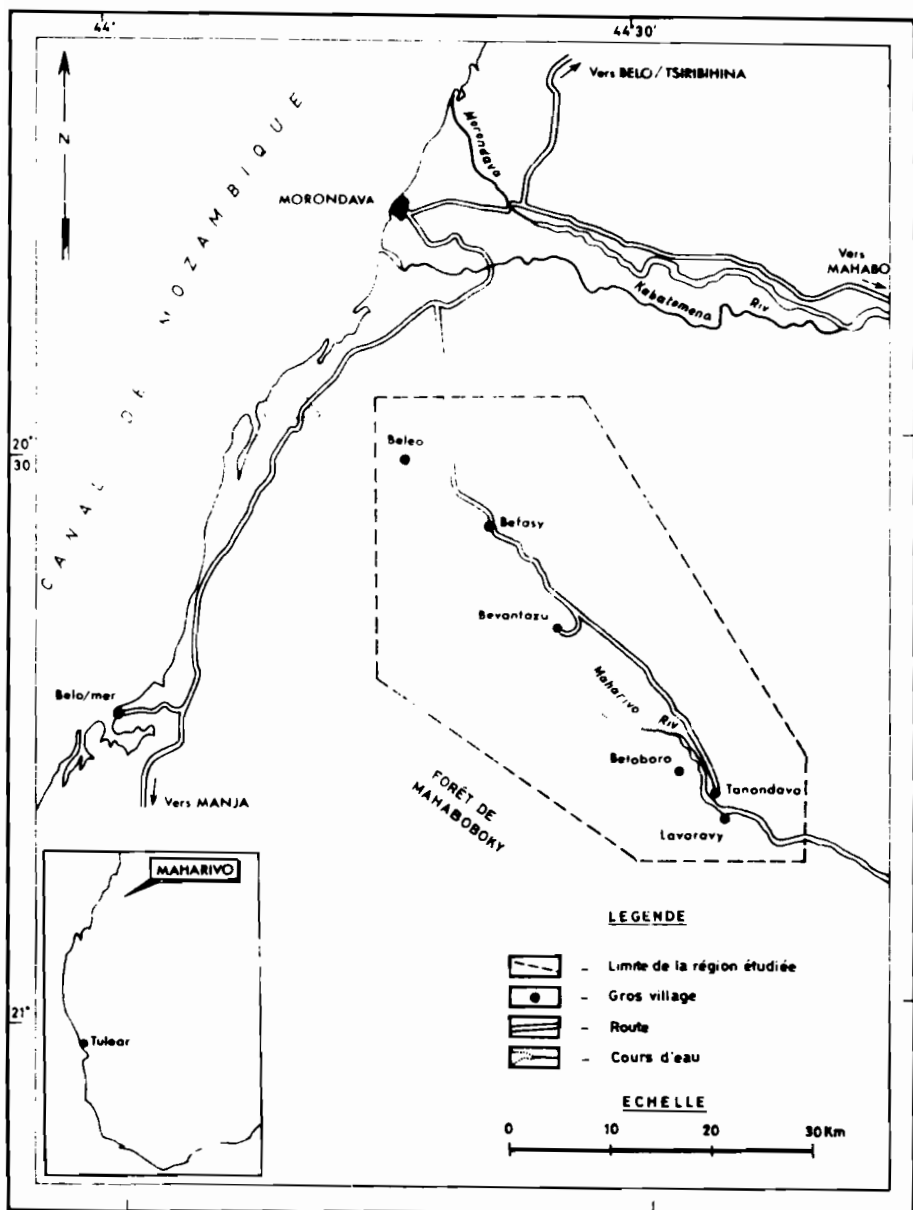 44°
44°30'
Vers BELO / TSIRIBIHINA
N
CANAL DE MOZAMBIQUE
Morondava
MORONDAVA
Vers
MAHABO
Kabatomena Riv
20°
30
Beleo
Befasy
Bevantazu
Maharivo Riv
Belo/mer
Betoboro
Tanondava
Vers MANJA
FORÊT DE
MAHABOBOKY
Lavaravy
MAHARIVO
LEGENDE
- Limite de la région étudiée
- Gros village
21°
- Route
Tulear
- Cours d'eau
ECHELLE
0 10 20 30 Km